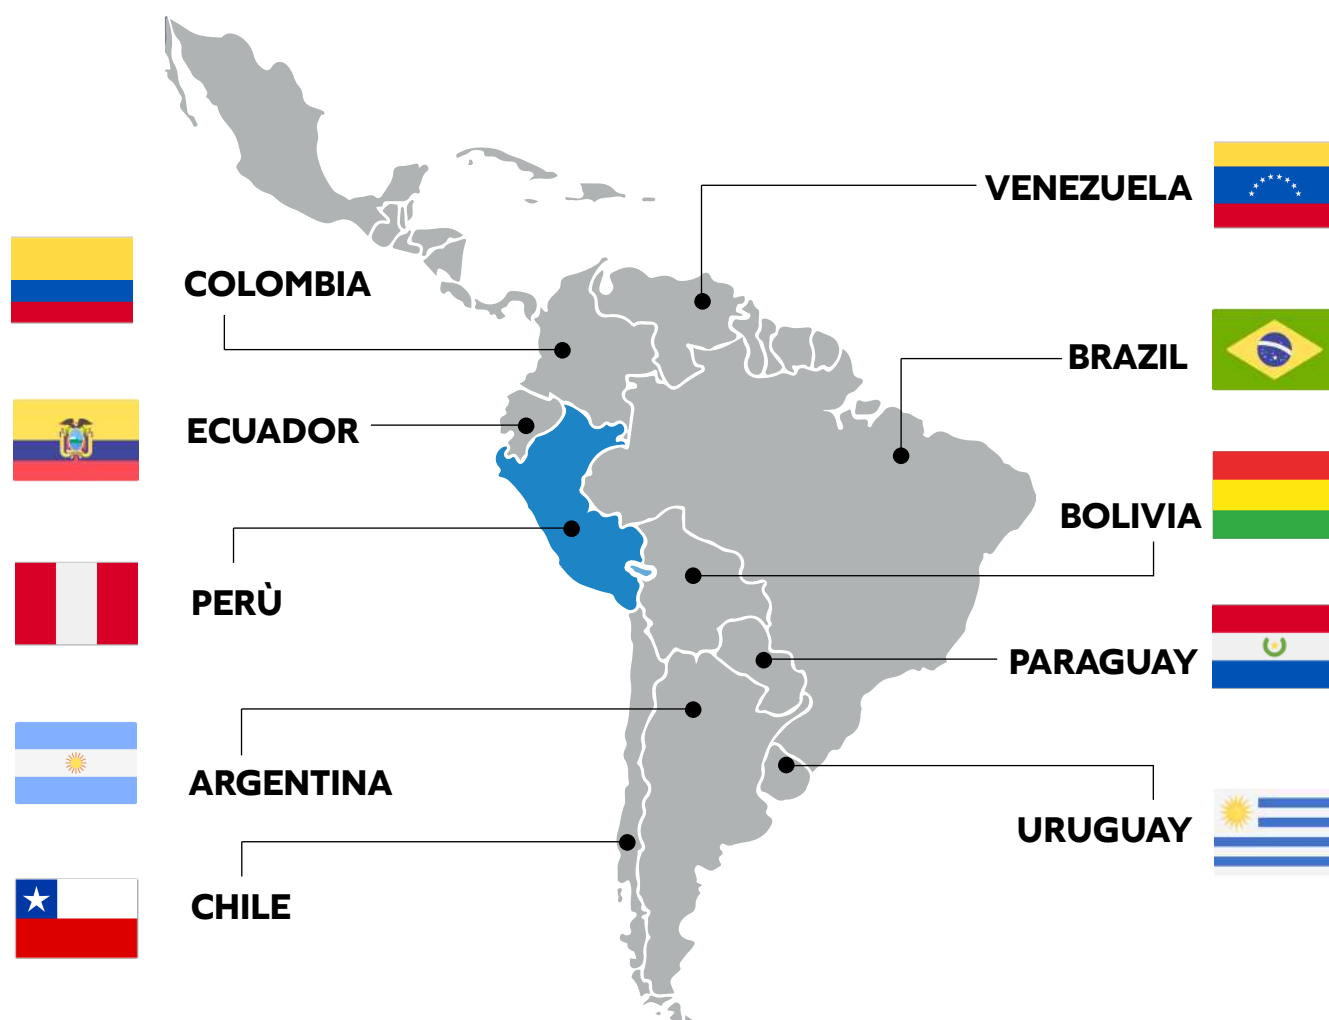 VENEZUELA
COLOMBIA
BRAZIL
ECUADOR
BOLIVIA
PERÙ
PARAGUAY
ARGENTINA
URUGUAY
CHILE